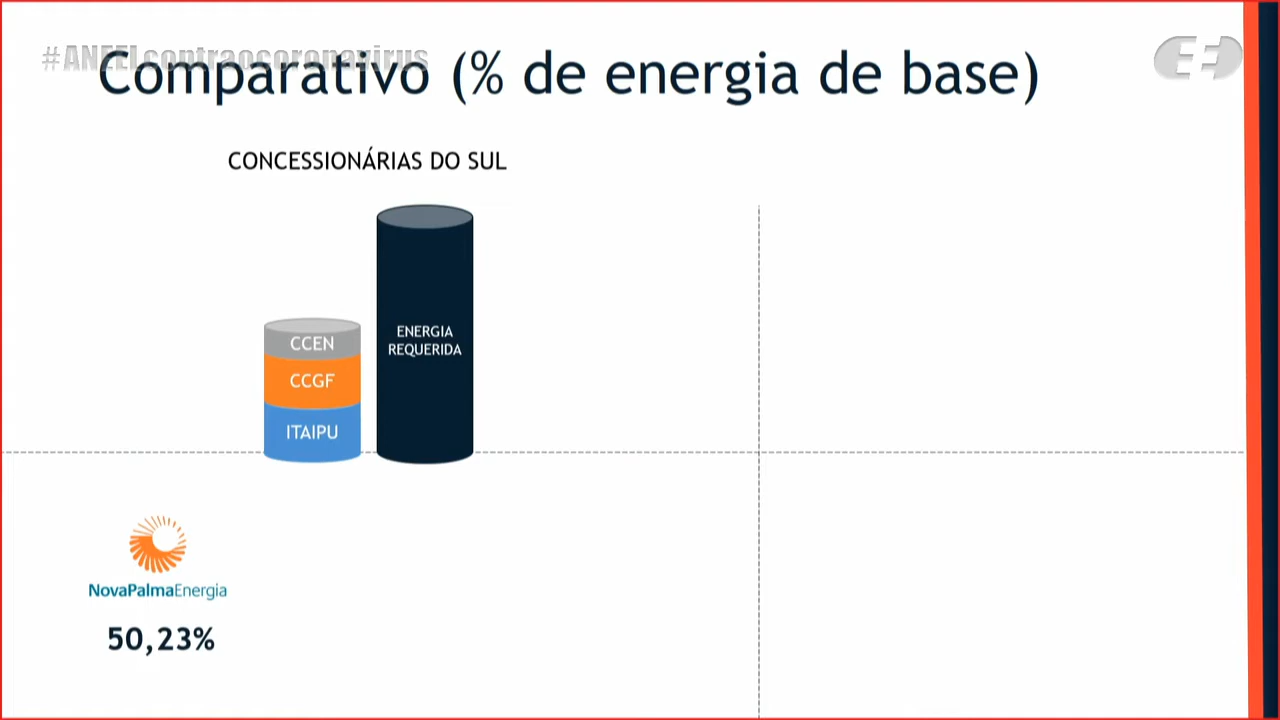 #ANEELcontraocoronavirus
Comparativo (% de energia de base)
CONCESSIONÁRIAS DO SUL
ENERGIA
REQUERIDA
CCEN
CCGF
ITAIPU
NovaPalmaEnergia
50,23%